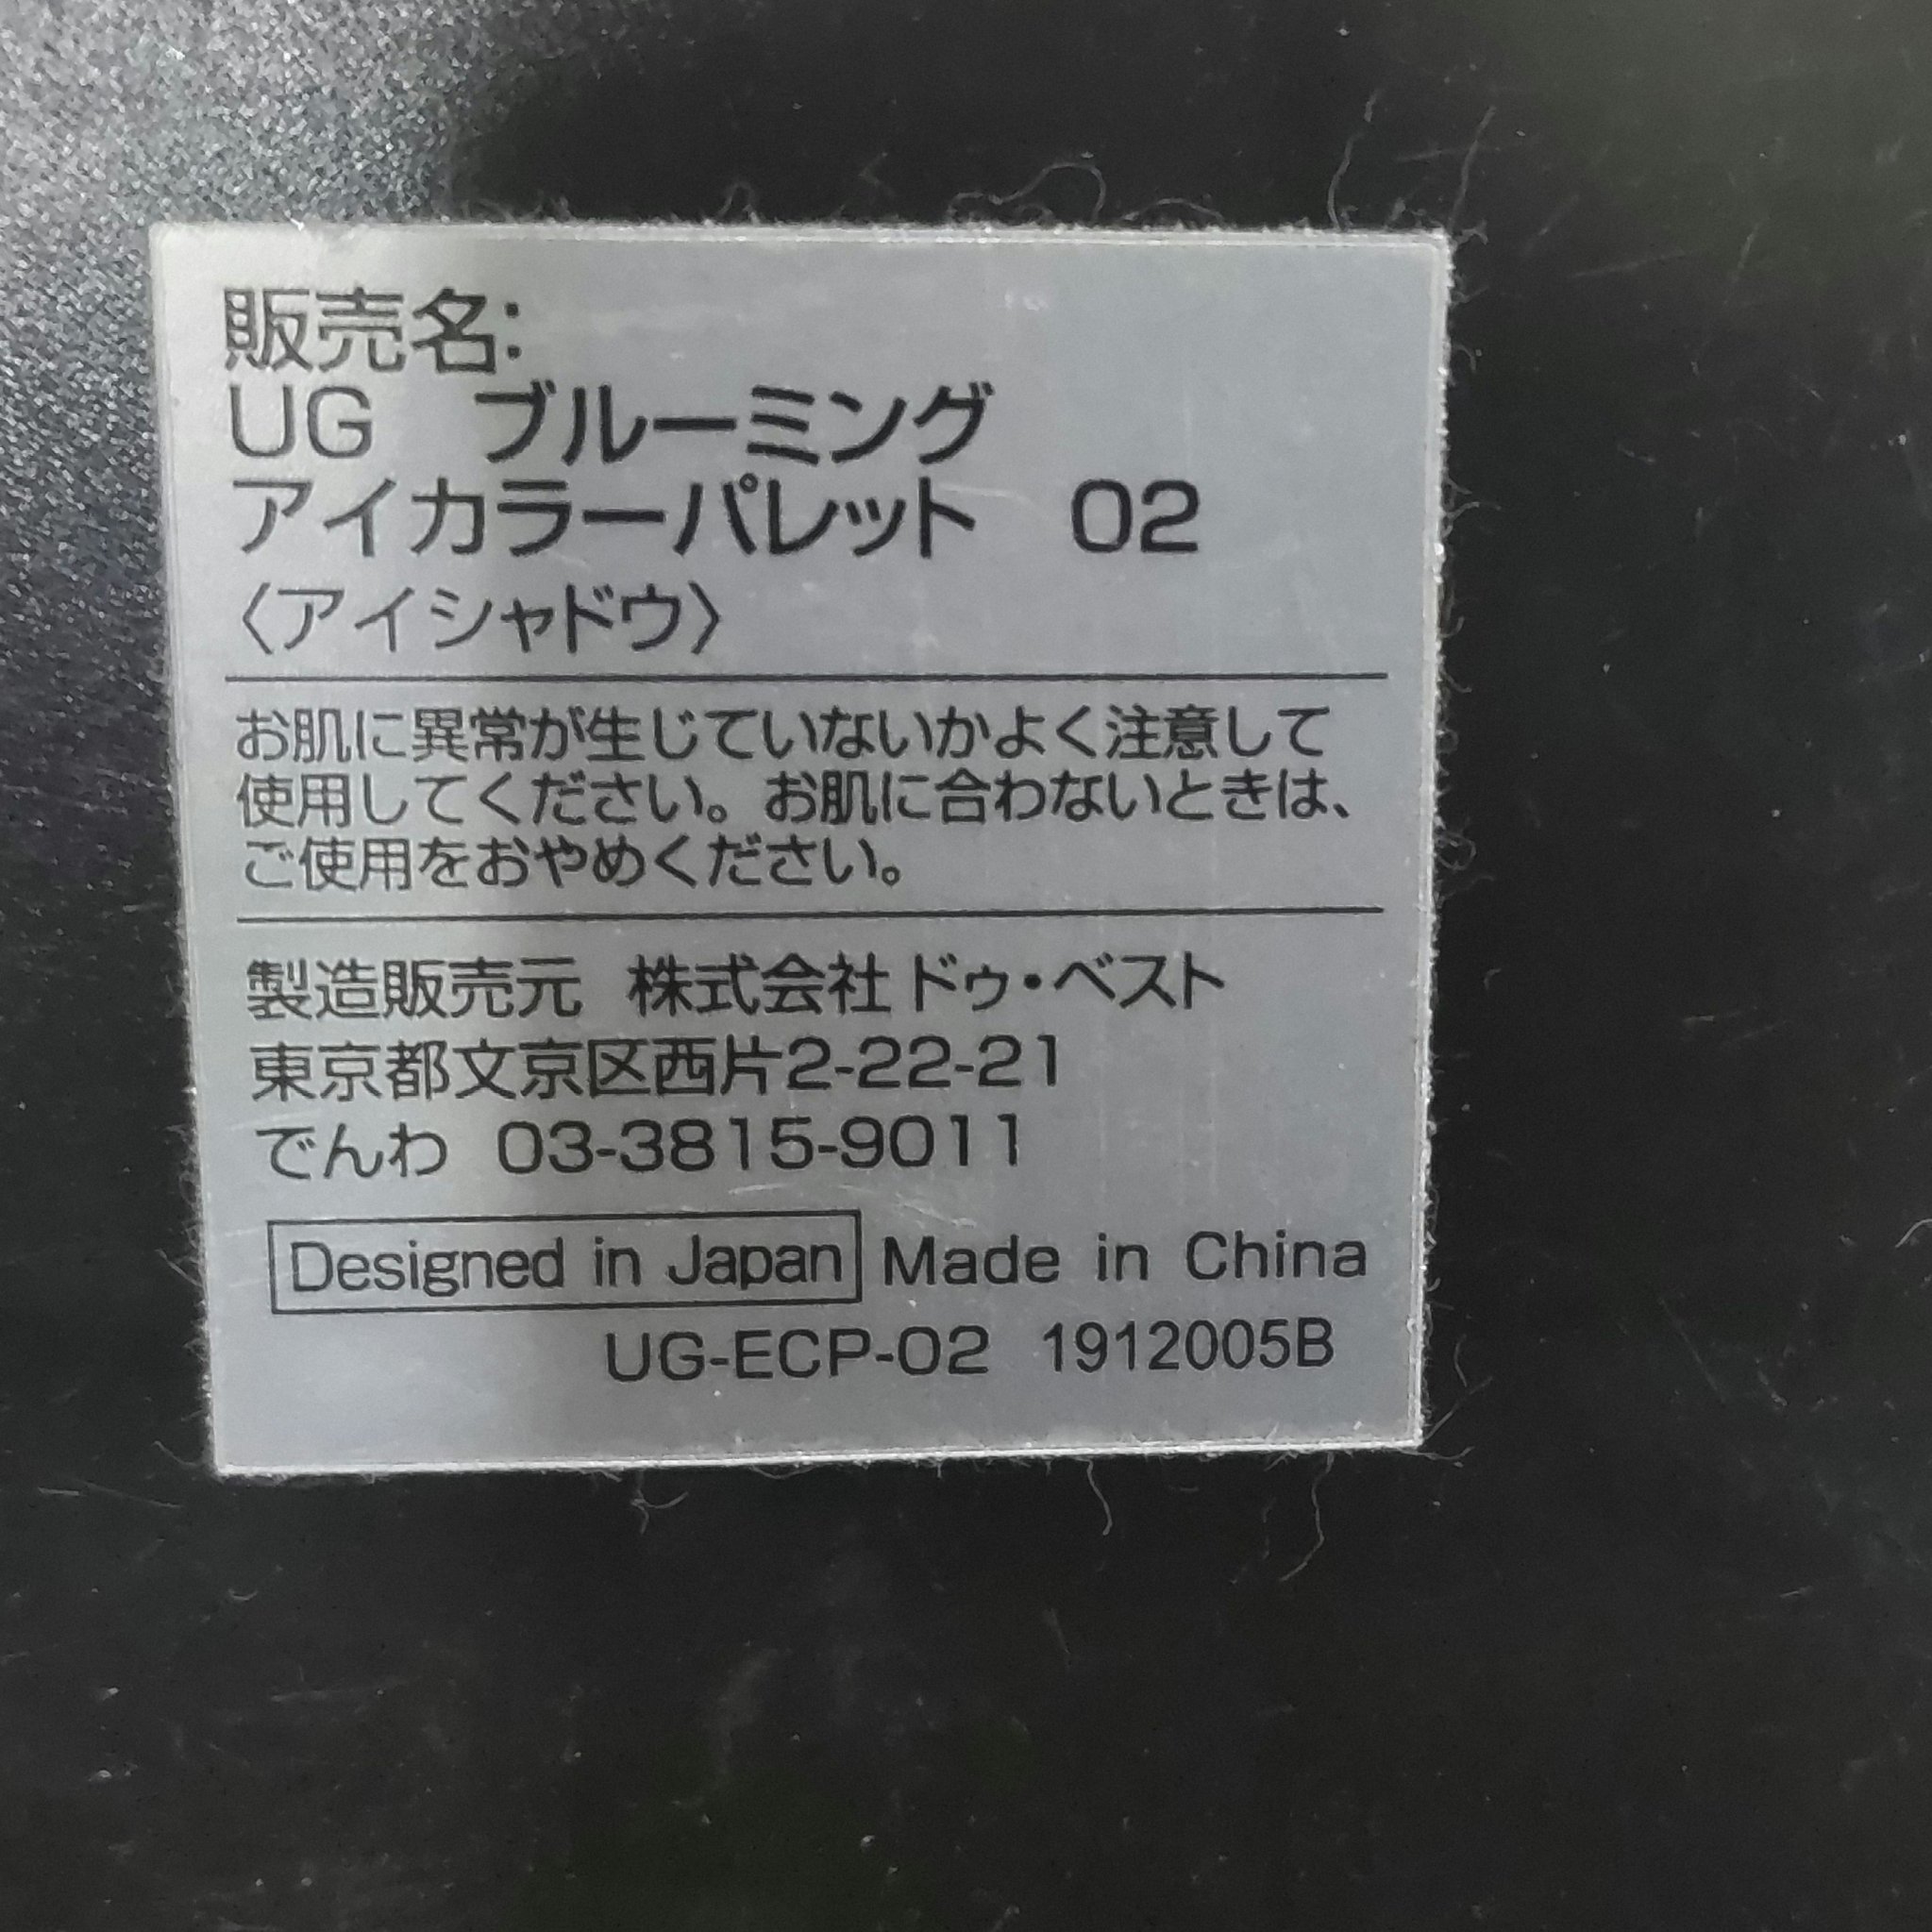 販売名:
UG ブルーミング
アイカラーパレット 02
〈アイシャドウ〉
お肌に異常が生じていないかよく注意して
使用してください。お肌に合わないときは、
ご使用をおやめください。
製造販売元 株式会社ドゥ・ベスト
東京都文京区西片2-22-21
でんわ 03-3815-9011
Designed in Japan Made in China
UG-ECP-02 1912005B